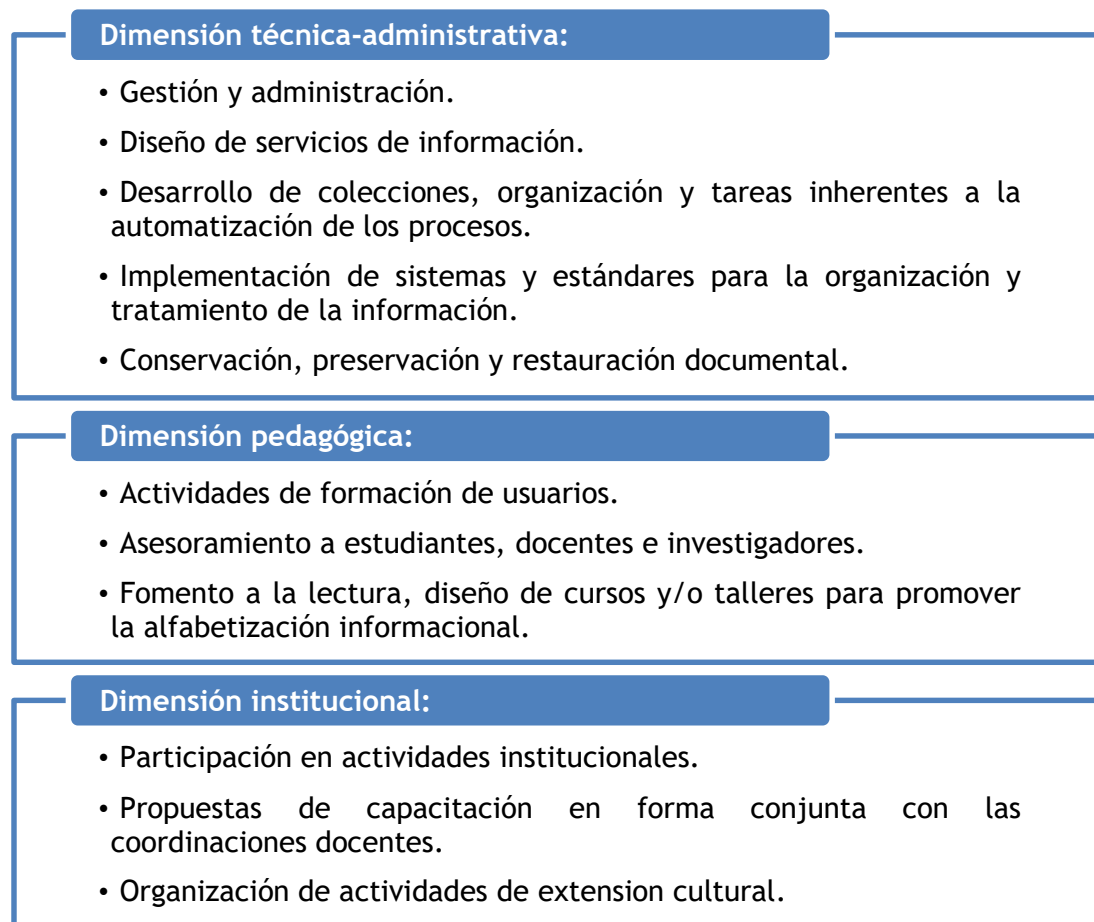 Dimensión técnica-administrativa:
• Gestión y administración.
• Diseño de servicios de información.
• Desarrollo de colecciones, organización y tareas inherentes a la
automatización de los procesos.
• Implementación de sistemas y estándares para la organización y
tratamiento de la información.
• Conservación, preservación y restauración documental.
Dimensión pedagógica:
• Actividades de formación de usuarios.
• Asesoramiento a estudiantes, docentes e investigadores.
• Fomento a la lectura, diseño de cursos y/o talleres para promover
la alfabetización informacional.
Dimensión institucional:
• Participación en actividades institucionales.
• Propuestas de capacitación en forma conjunta con las
coordinaciones docentes.
• Organización de actividades de extension cultural.